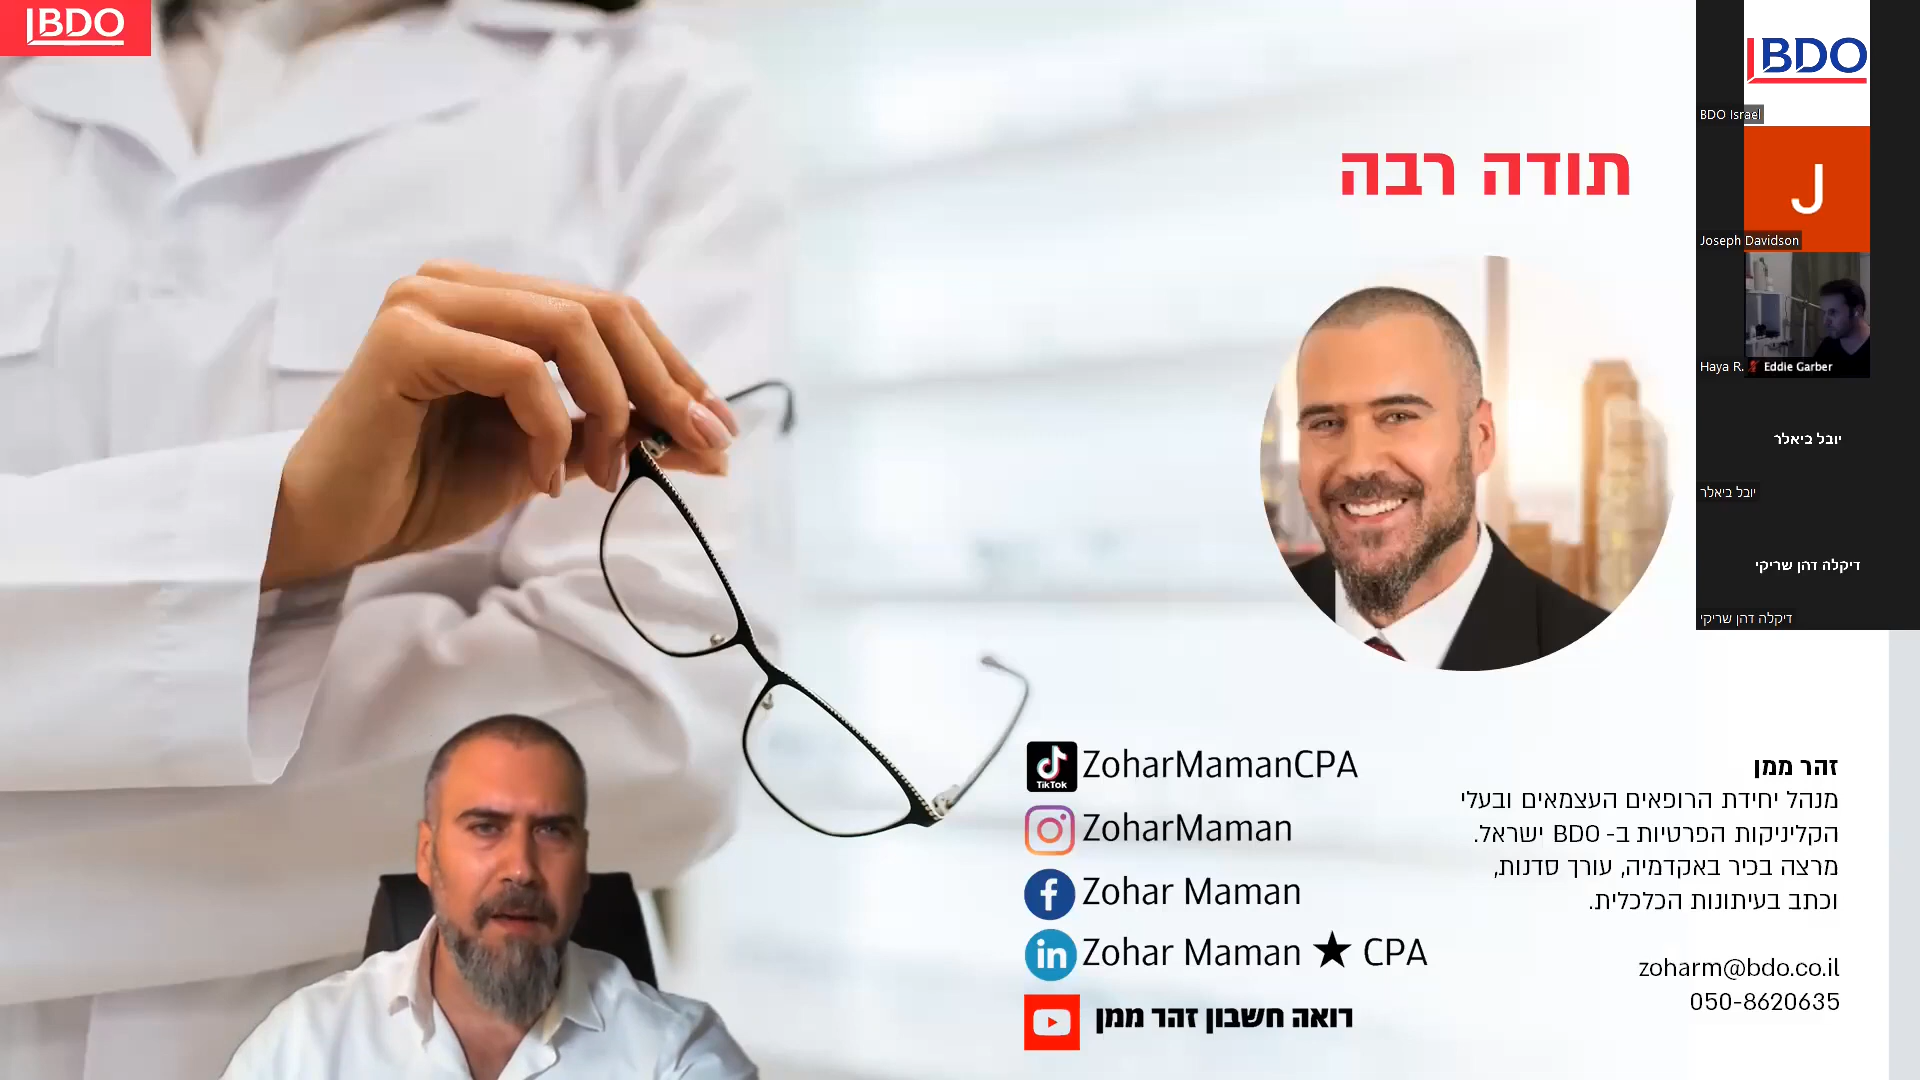 BDO
תודה רבה
ZoharMamanCPA
TikTok
ZoharMaman
Zohar Maman
in
Zohar Maman ★ CPA
רואה חשבון זהר ממן
זהר ממן
מנהל יחידת הרופאים העצמאים ובעלי
הקליניקות הפרטיות ב- BDO ישראל.
מרצה בכיר באקדמיה, עורך סדנות,
וכתב בעיתונות הכלכלית.
zoharm@bdo.co.il
050-8620635
BDO
BDO Israel
J
Joseph Davidson
Haya R.
Eddie Garber
יובל ביאלר
יובל ביאלר
דיקלה דהן שריקי
דיקלה דהן שריקי